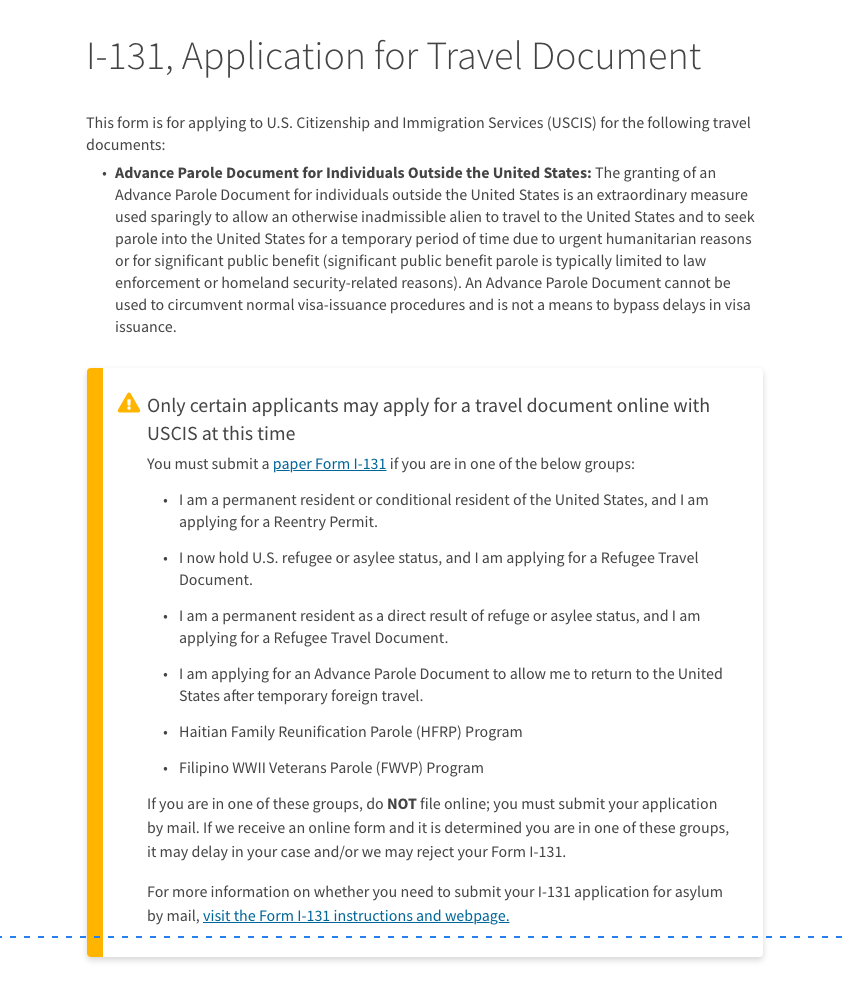 I-131, Application for Travel Document
This form is for applying to U.S. Citizenship and Immigration Services (USCIS) for the following travel
documents:
• Advance Parole Document for Individuals Outside the United States: The granting of an
Advance Parole Document for individuals outside the United States is an extraordinary measure
used sparingly to allow an otherwise inadmissible alien to travel to the United States and to seek
parole into the United States for a temporary period of time due to urgent humanitarian reasons
or for significant public benefit (significant public benefit parole is typically limited to law
enforcement or homeland security-related reasons). An Advance Parole Document cannot be
used to circumvent normal visa-issuance procedures and is not a means to bypass delays in visa
issuance.
Only certain applicants may apply for a travel document online with
USCIS at this time
You must submit a paper Form I-131 if you are in one of the below groups:
• I am a permanent resident or conditional resident of the United States, and I am
applying for a Reentry Permit.
• I now hold U.S. refugee or asylee status, and I am applying for a Refugee Travel
Document.
• I am a permanent resident as a direct result of refuge or asylee status, and I am
applying for a Refugee Travel Document.
• I am applying for an Advance Parole Document to allow me to return to the United
States after temporary foreign travel.
• Haitian Family Reunification Parole (HFRP) Program
• Filipino WWII Veterans Parole (FWVP) Program
If you are in one of these groups, do NOT file online; you must submit your application
by mail. If we receive an online form and it is determined you are in one of these groups,
it may delay in your case and/or we may reject your Form I-131.
For more information on whether you need to submit your I-131 application for asylum
by mail, visit the Form I-131 instructions and webpage.